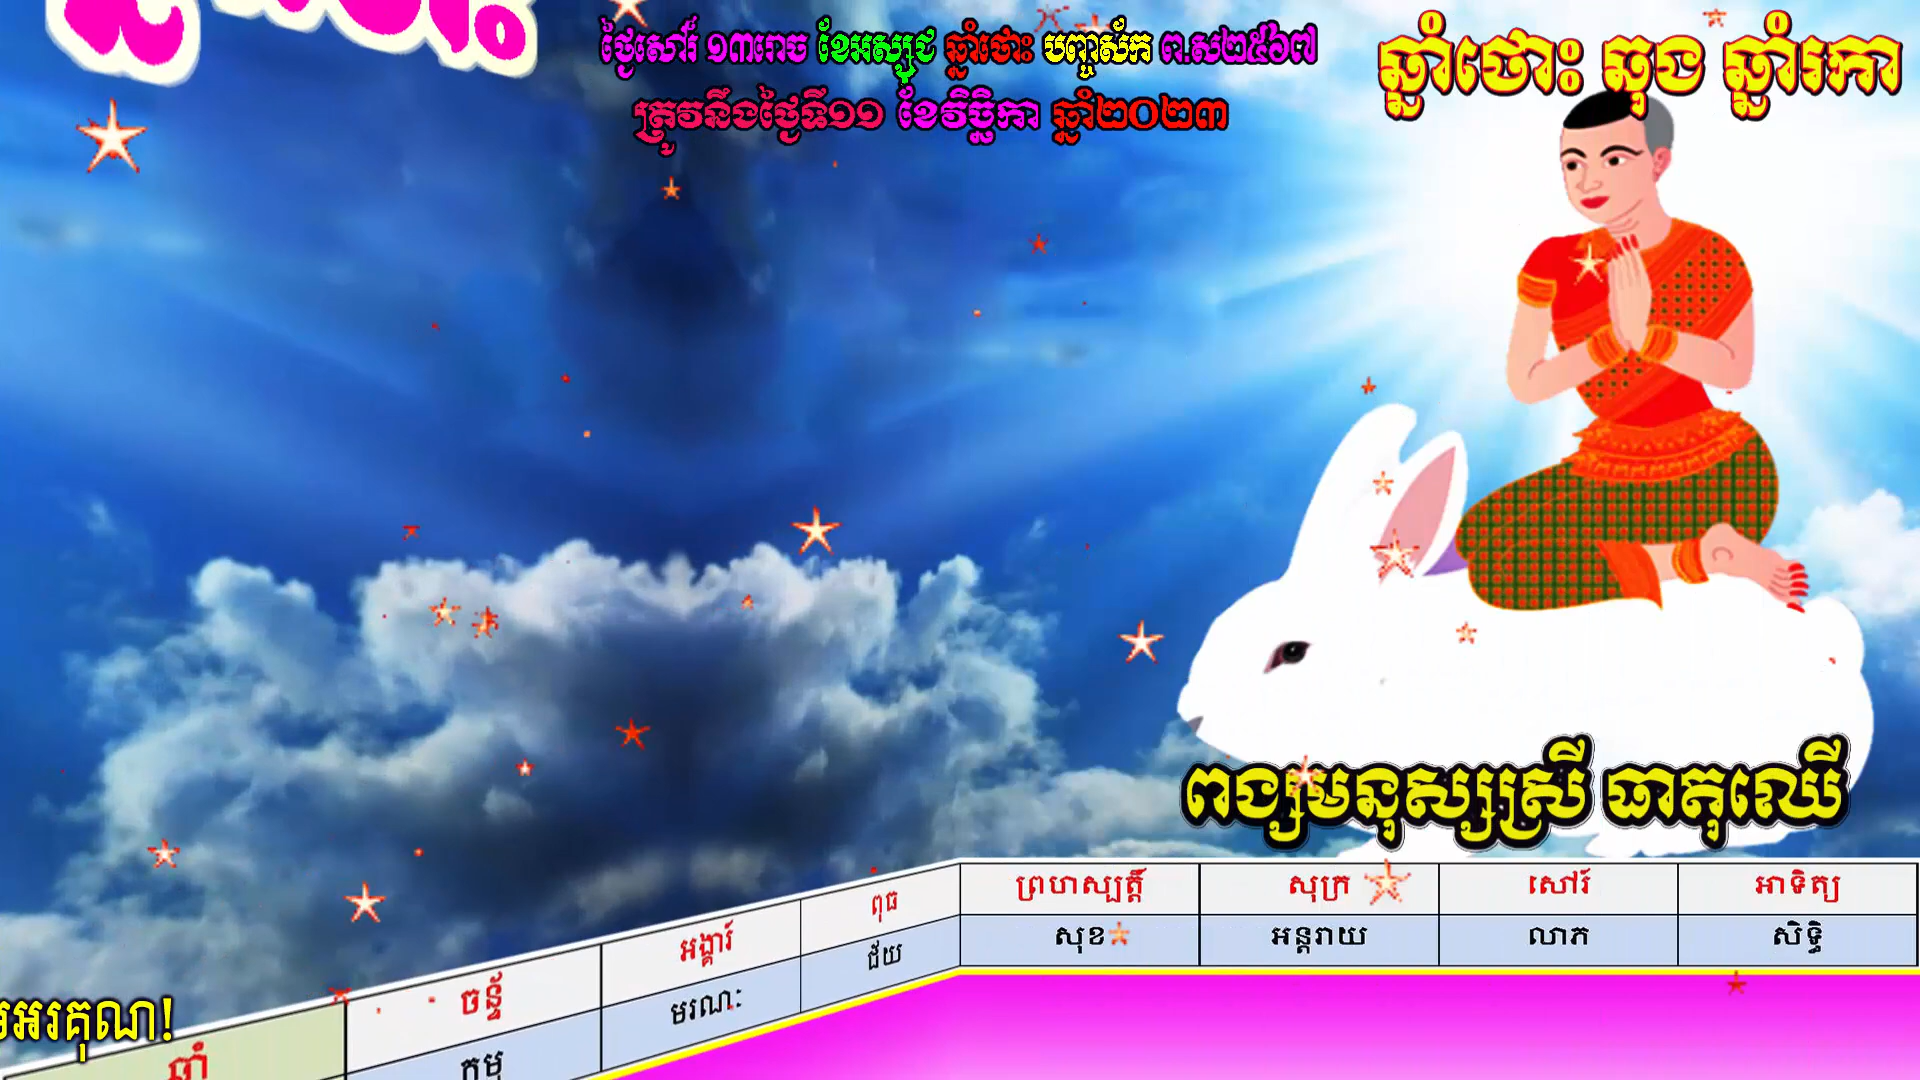 ថ្ងៃសៅរ៍ ១៣រោច ខែអស្សុជ ឆ្នាំថោះ បញ្ចស័ក ព.ស២៥៦៧
ត្រូវនឹងថ្ងៃទី១១ ខែវិច្ឆិកា ឆ្នាំ២០២៣
ឆ្នាំថោះ ឆុង ឆ្នាំរកា
ពង្សមនុស្សស្រី ធាតុឈើ
ឆ្នាំ ចន្ទ័ អង្គារ៍ ពុធ ព្រហស្បត្តិ៍ សុក្រ សៅរ៍ អាទិត្យ
កម្ម មរណៈ ជ័យ សុខ អន្តរាយ លាភ សិទ្ធិ
អរគុណ!